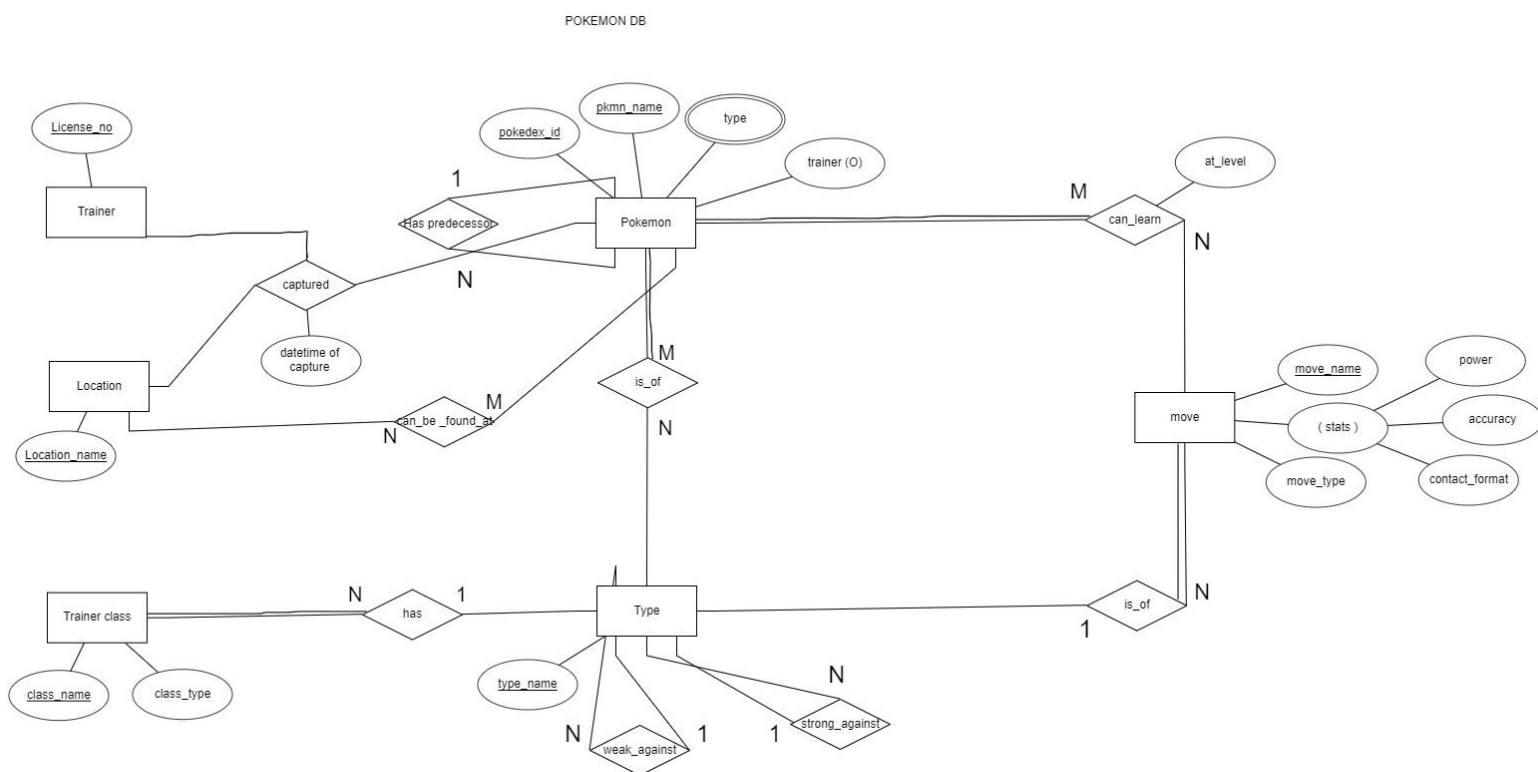 POKEMON DB
License_no
pokedex_id
pkmn_name
type
trainer (O)
at_level
Trainer
1
Has predecessor
Pokemon
M
can_learn
N
captured
N
datetime of
capture
Location
can_be _found_at
N
M
Location_name
M
is_of
N
move_name
power
move
( stats )
accuracy
move_type
contact_format
Trainer class
N
has
1
Type
1
is_of
N
class_name
class_type
type_name
N
weak_against
1
N
strong_against
1